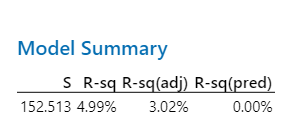 Model Summary
S R-sq R-sq(adj) R-sq(pred)
152.513 4.99% 3.02% 0.00%